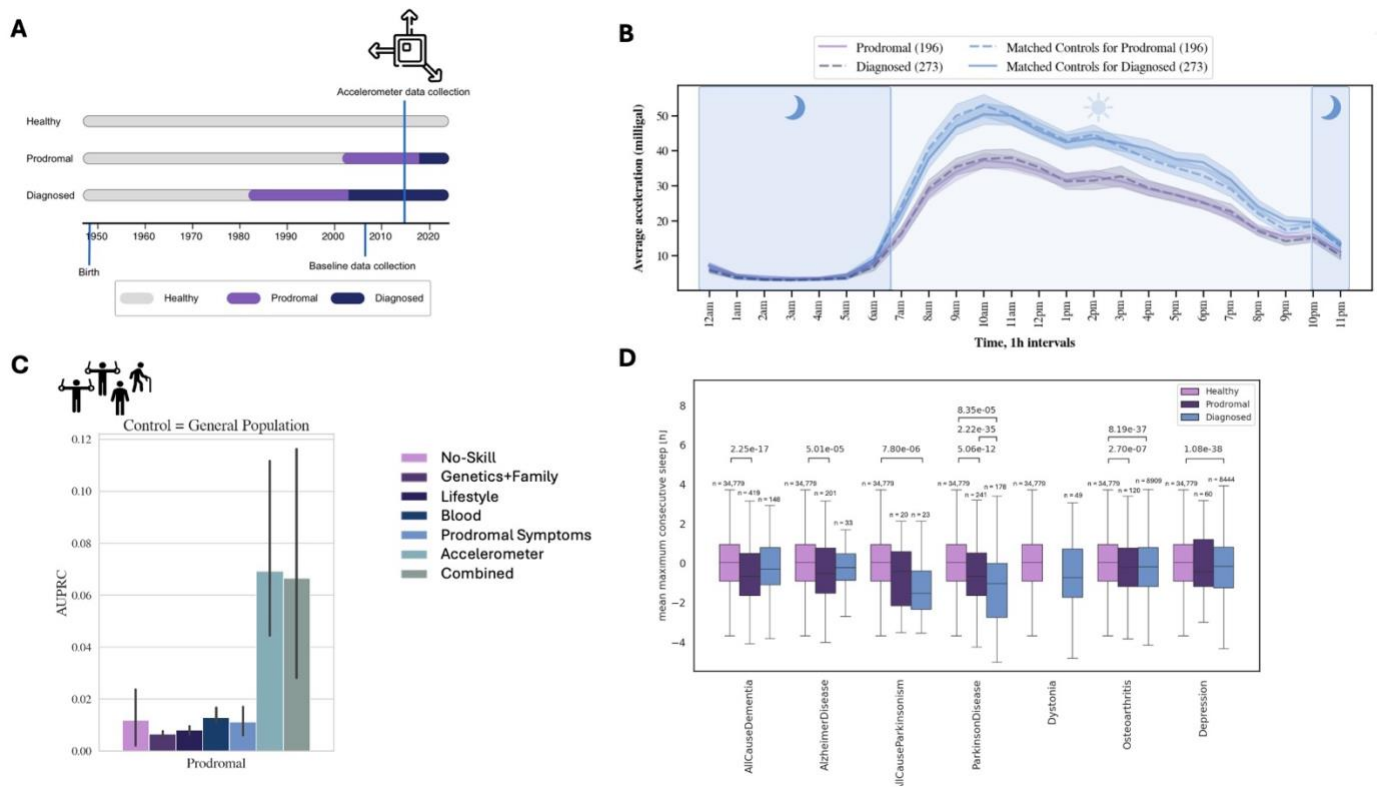 A
Accelerometer data collection
Healthy
Prodromal
Diagnosed
1950 1960 1970 1980 1990 2000 2010 2020
Birth
Baseline data collection
Healthy Prodromal Diagnosed
B
Prodromal (196) Matched Controls for Prodromal (196)
Diagnosed (273) Matched Controls for Diagnosed (273)
Average acceleration (milligal)
50
40
30
20
10
12am 1am 2am 3am 4am 5am 6am 7am 8am 9am 10am 11am 12pm 1pm 2pm 3pm 4pm 5pm 6pm 7pm 8pm 9pm 10pm 11pm
Time, 1h intervals
C
Control = General Population
AUPRC
0.12
0.10
0.08
0.06
0.04
0.02
0.00
Prodromal
No-Skill
Genetics+Family
Lifestyle
Blood
Prodromal Symptoms
Accelerometer
Combined
D
Healthy
Prodromal
Diagnosed
mean maximum consecutive sleep [h]
8
6
4
2
0
−2
−4
8.35e-05
2.22e-35
8.19e-37
2.25e-17 5.01e-05 7.80e-06 5.06e-12 2.70e-07 1.08e-38
n = 34,779 n = 419 n = 148
n = 34,779 n = 201 n = 33
n = 34,779 n = 20 n = 23
n = 34,779 n = 241 n = 178
n = 34,779 n = 49
n = 34,779 n = 120 n = 8909
n = 34,779 n = 60 n = 8444
AllCauseDementia
AlzheimerDisease
AllCauseParkinsonism
ParkinsonDisease
Dystonia
Osteoarthritis
Depression